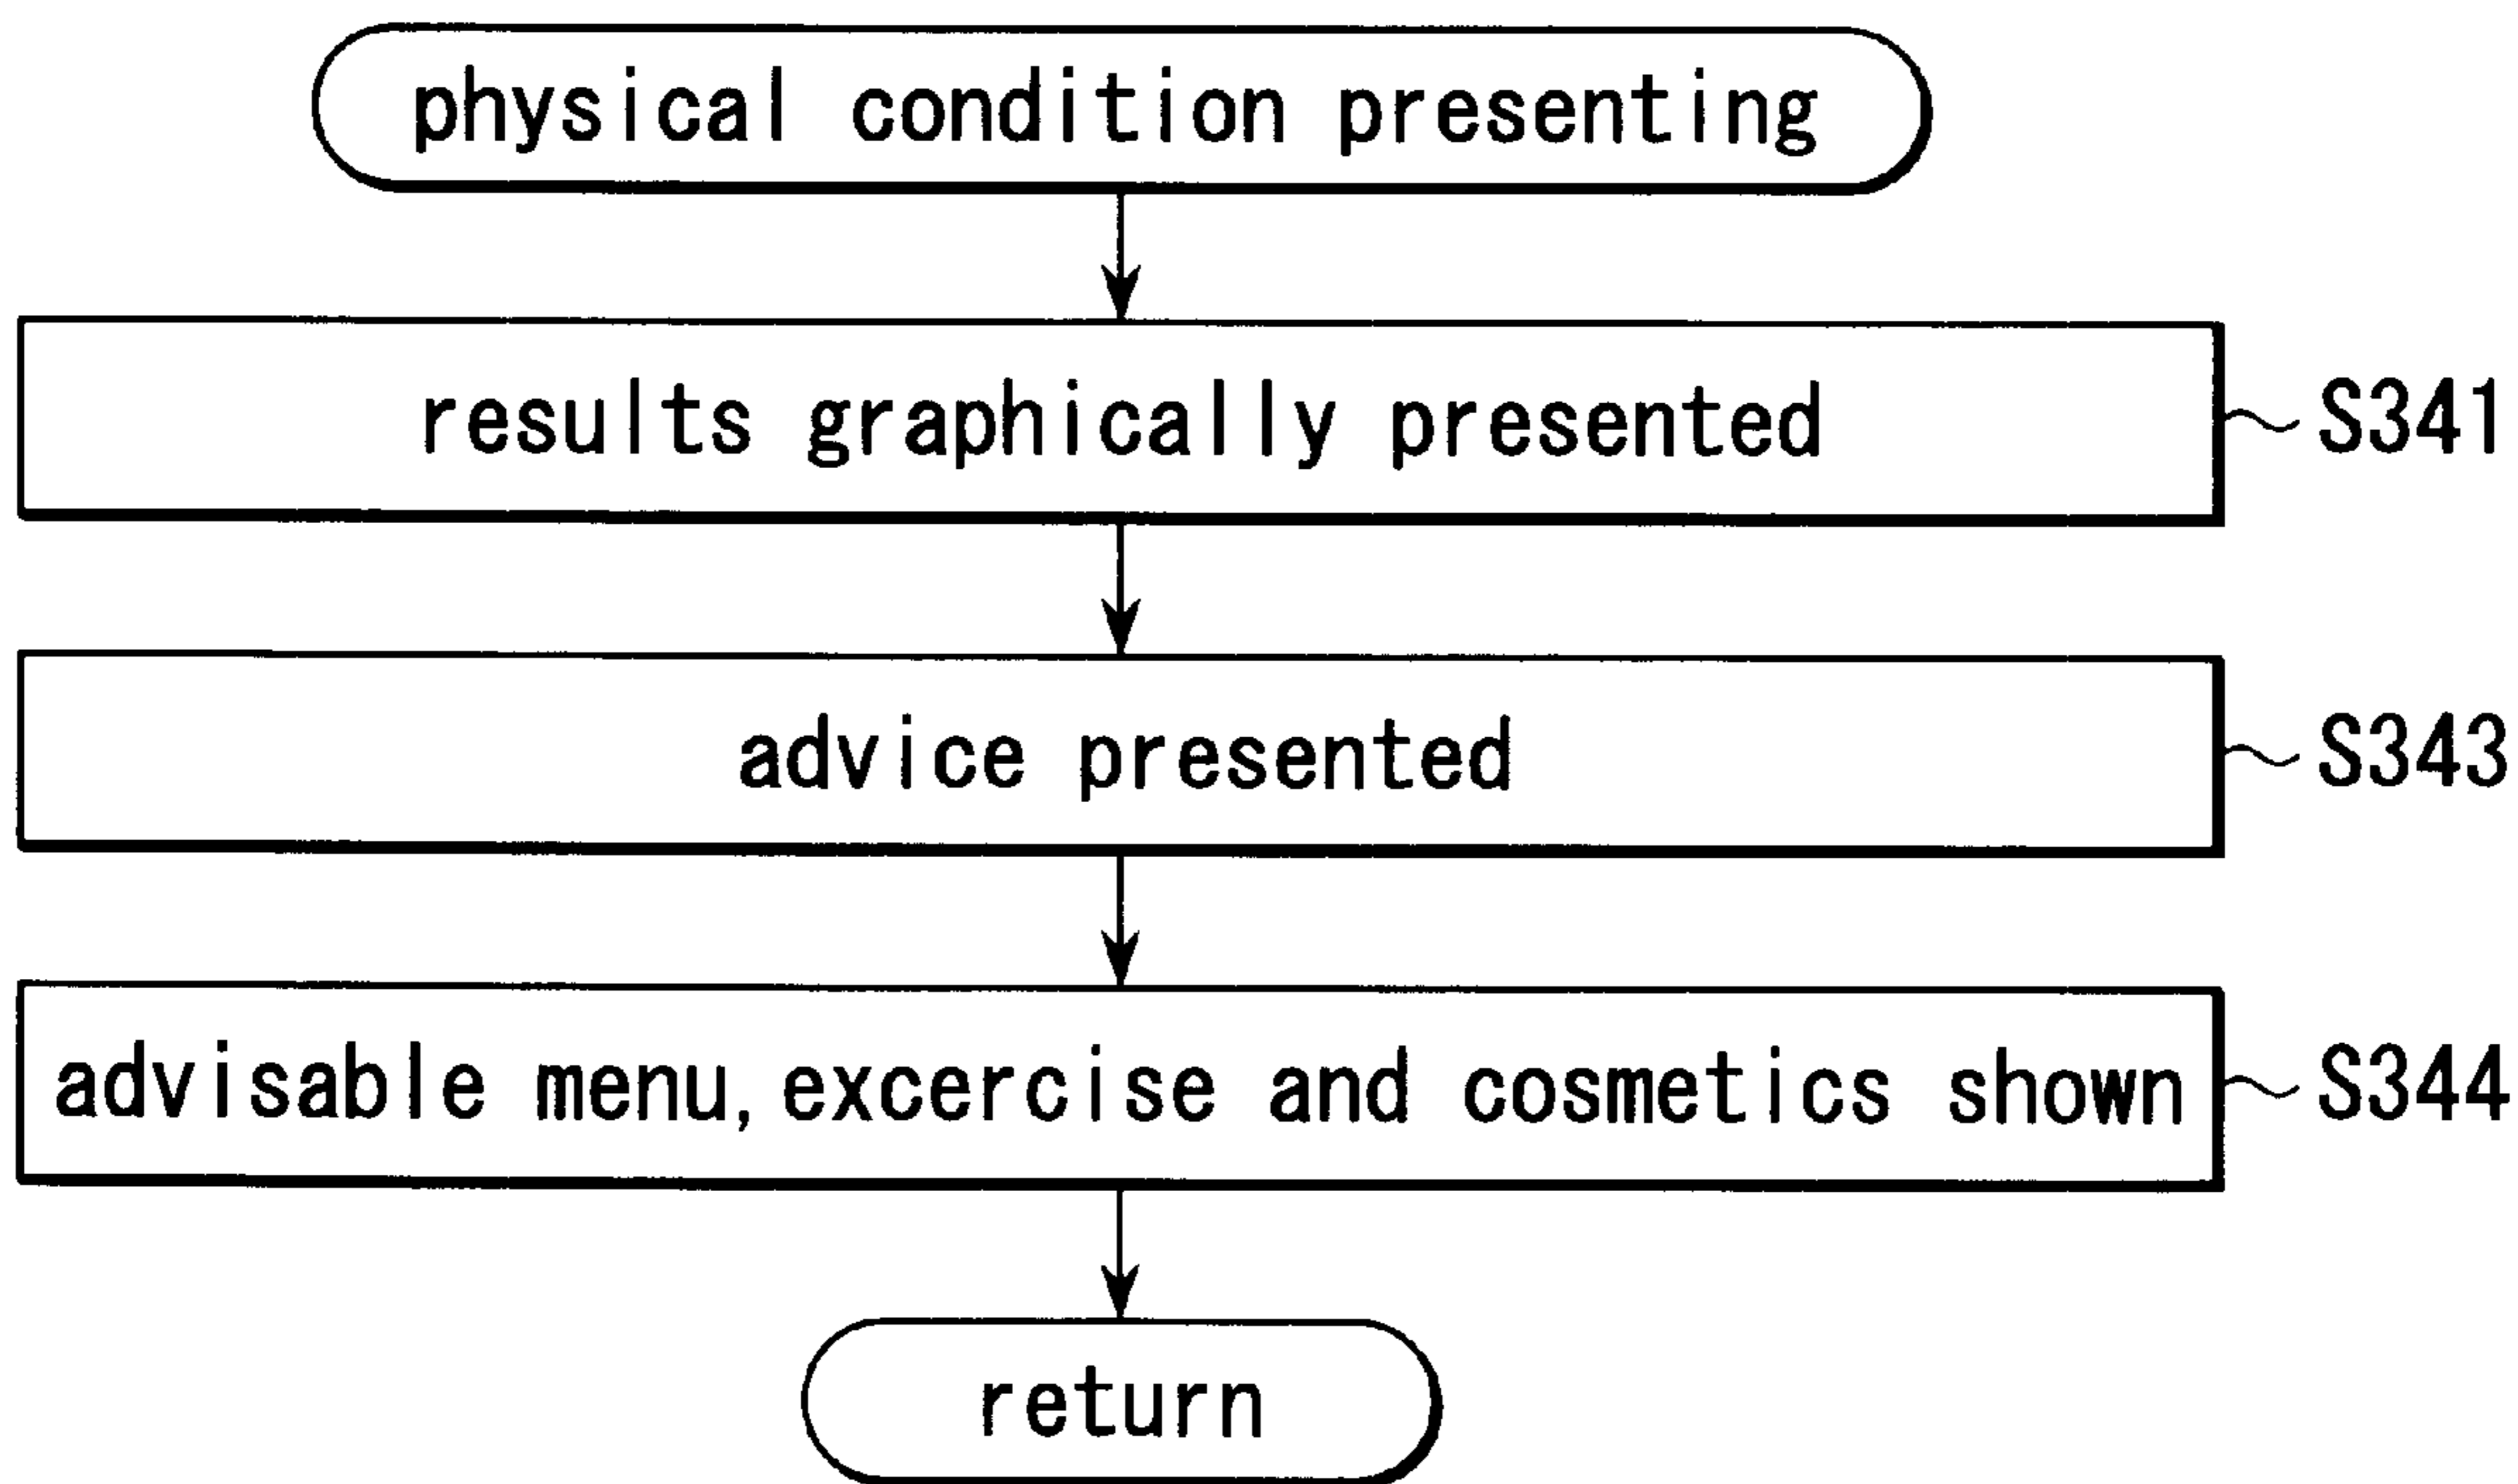 physical condition presenting
results graphically presented
S341
advice presented
S343
advisable menu, excercise and cosmetics shown
S344
return